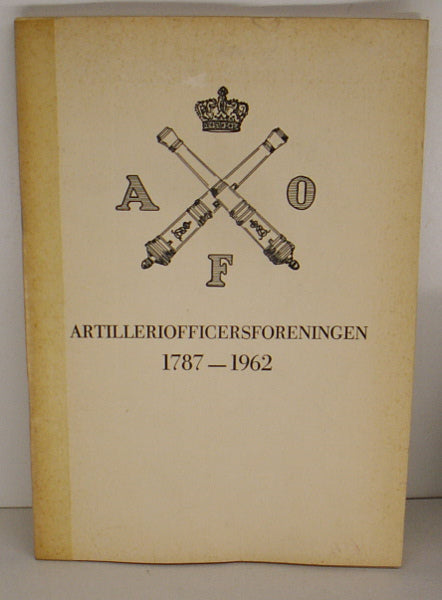 A O
F
ARTILLERIOFFICERSFORENINGEN
1787 — 1962